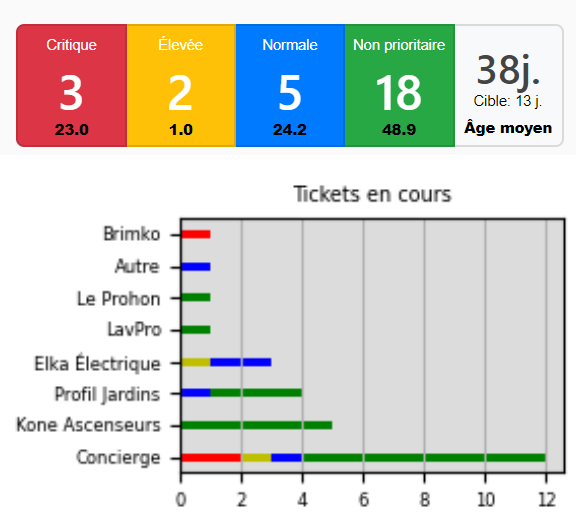 Critique Élevée Normale Non prioritaire
3 2 5 18 38j.
Cible: 13 j.
23.0 1.0 24.2 48.9 Âge moyen
Tickets en cours
Brimko
Autre
Le Prohon
LavPro
Elka Électrique
Profil Jardins
Kone Ascenseurs
Concierge
0 2 4 6 8 10 12